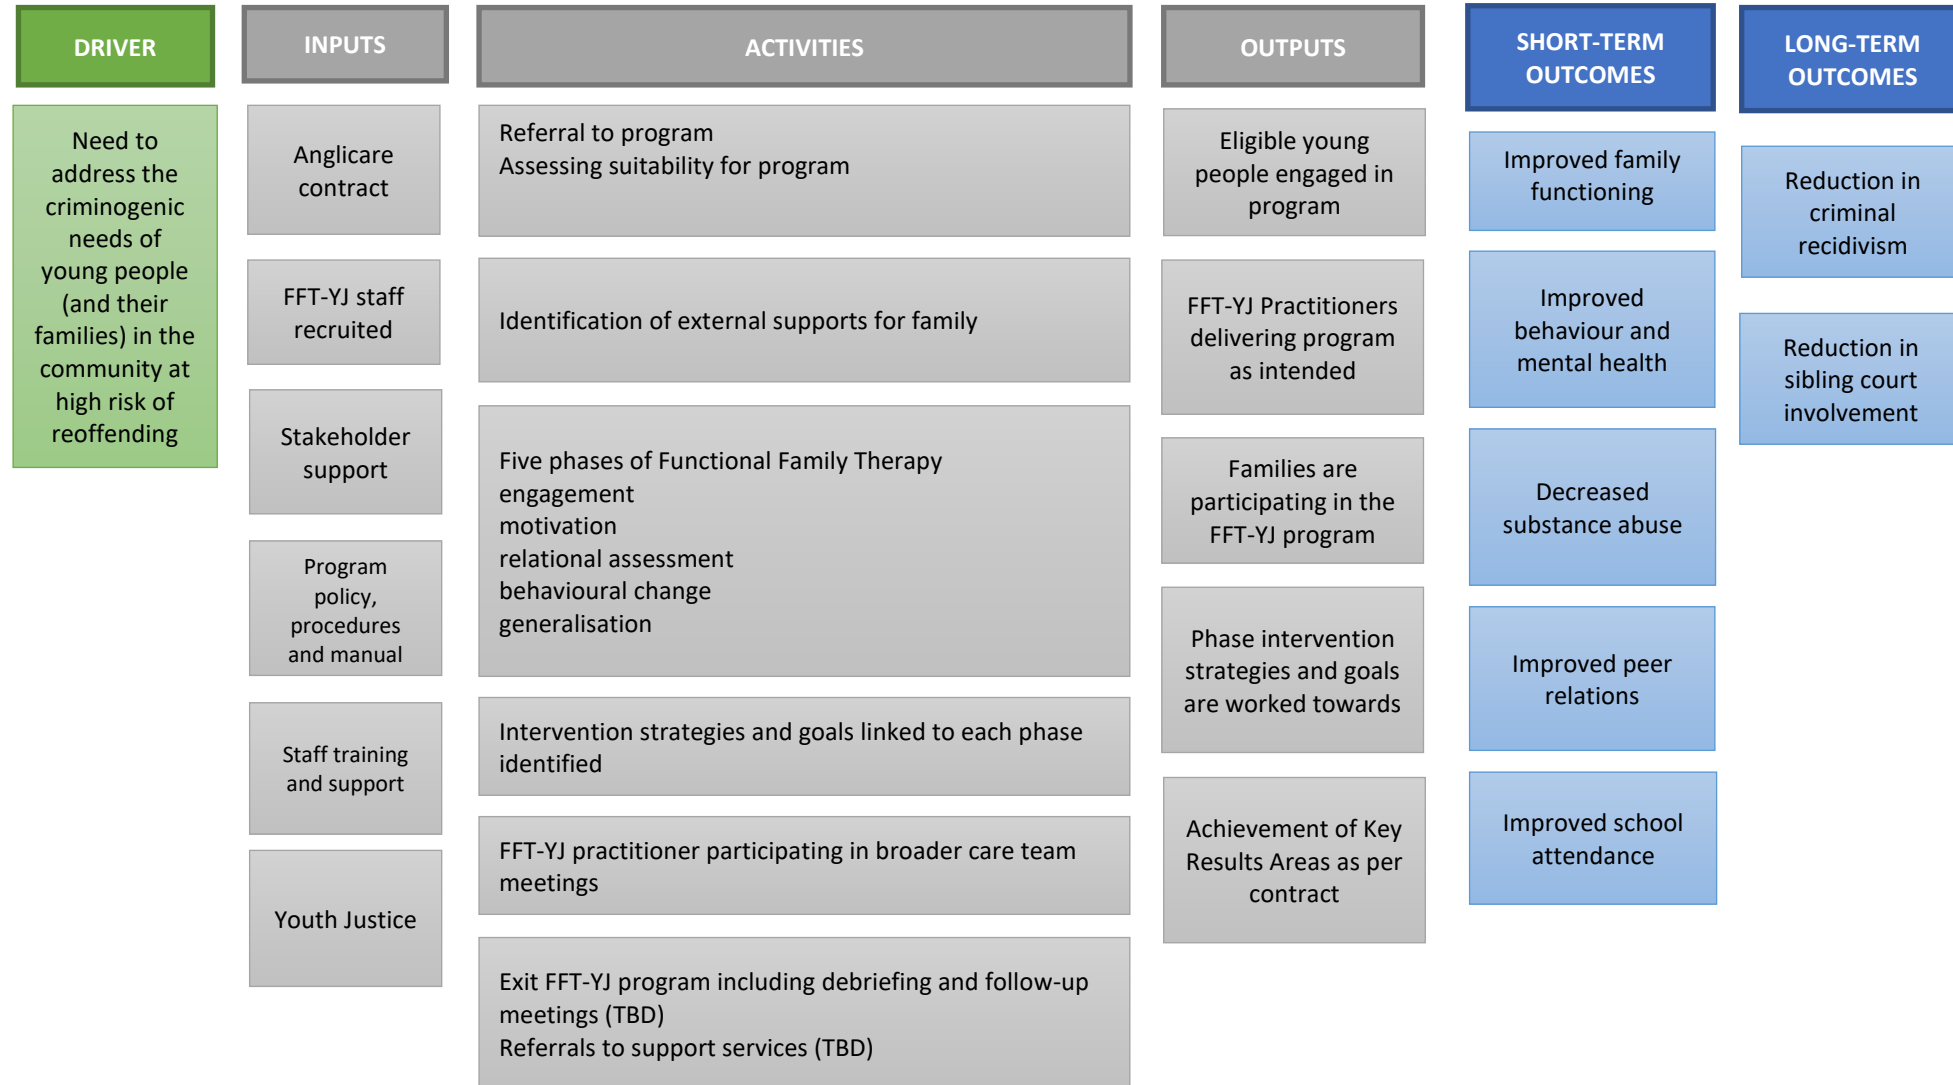 DRIVER
Need to
address the
criminogenic
needs of
young people
(and their
families) in the
community at
high risk of
reoffending
INPUTS
Anglicare
contract
FFT-YJ staff
recruited
Stakeholder
support
Program
policy,
procedures
and manual
Staff training
and support
Youth Justice
ACTIVITIES
Referral to program
Assessing suitability for program
Identification of external supports for family
Five phases of Functional Family Therapy
engagement
motivation
relational assessment
behavioural change
generalisation
Intervention strategies and goals linked to each phase
identified
FFT-YJ practitioner participating in broader care team
meetings
Exit FFT-YJ program including debriefing and follow-up
meetings (TBD)
Referrals to support services (TBD)
OUTPUTS
Eligible young
people engaged in
program
FFT-YJ Practitioners
delivering program
as intended
Families are
participating in the
FFT-YJ program
Phase intervention
strategies and goals
are worked towards
Achievement of Key
Results Areas as per
contract
SHORT-TERM
OUTCOMES
Improved family
functioning
Improved
behaviour and
mental health
Decreased
substance abuse
Improved peer
relations
Improved school
attendance
LONG-TERM
OUTCOMES
Reduction in
criminal
recidivism
Reduction in
sibling court
involvement